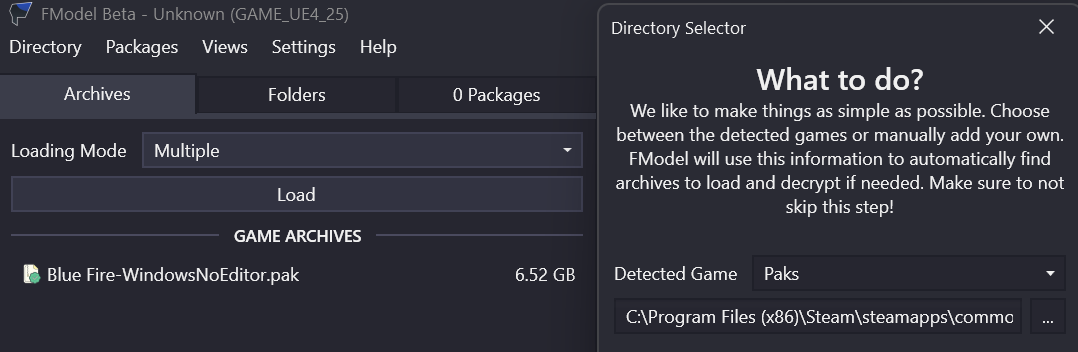 FModel Beta - Unknown (GAME_UE4_25)
Directory Packages Views Settings Help
Archives Folders 0 Packages
Loading Mode Multiple
Load
GAME ARCHIVES
Blue Fire-WindowsNoEditor.pak 6.52 GB
Directory Selector
What to do?
We like to make things as simple as possible. Choose
between the detected games or manually add your own.
FModel will use this information to automatically find
archives to load and decrypt if needed. Make sure to not
skip this step!
Detected Game Paks
C:\Program Files (x86)\Steam\steamapps\commo ...